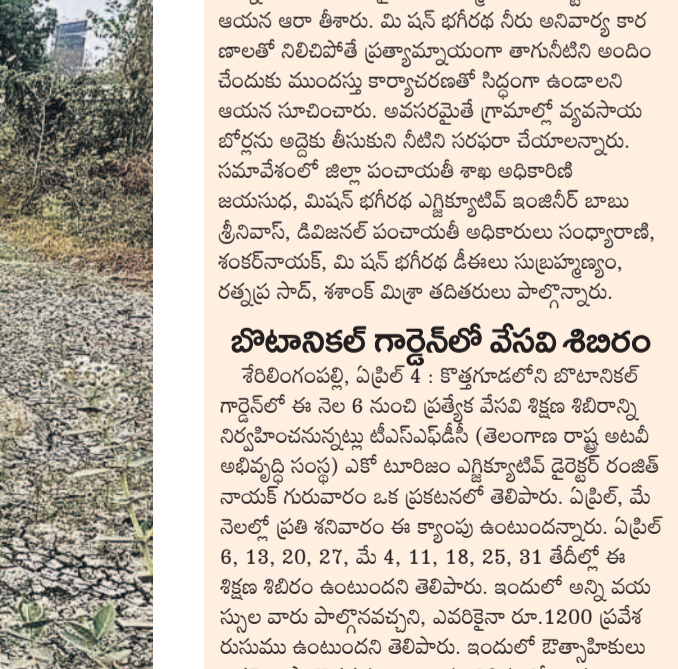 ఆయన ఆరా తీశారు. మి షన్ భగీరథ నీరు అనివార్య కార
ణాలతో నిలిచిపోతే ప్రత్యామ్నాయంగా తాగునీటిని అందిం
చేందుకు ముందస్తు కార్యాచరణతో సిద్ధంగా ఉండాలని
ఆయన సూచించారు. అవసరమైతే గ్రామాల్లో వ్యవసాయ
బోర్లను అద్దెకు తీసుకుని నీటిని సరఫరా చేయాలన్నారు.
సమావేశంలో జిల్లా పంచాయతీ శాఖ అధికారిణి
జయసుధ, మిషన్ భగీరథ ఎగ్జిక్యూటివ్ ఇంజినీర్ బాబు
శ్రీనివాస్, డివిజనల్ పంచాయతీ అధికారులు సంధ్యారాణి,
శంకర్‌నాయక్, మి షన్ భగీరథ డీఈలు సుబ్రహ్మణ్యం,
రత్నప్ర సాద్, శశాంక్ మిశ్రా తదితరులు పాల్గొన్నారు.
బొటానికల్ గార్డెన్‌లో వేసవి శిబిరం
శేరిలింగంపల్లి, ఏప్రిల్ 4 : కొత్తగూడలోని బొటానికల్
గార్డెన్‌లో ఈ నెల 6 నుంచి ప్రత్యేక వేసవి శిక్షణ శిబిరాన్ని
నిర్వహించనున్నట్లు టీఎస్ఎఫ్‌డీసీ (తెలంగాణ రాష్ట్ర అటవీ
అభివృద్ధి సంస్థ) ఎకో టూరిజం ఎగ్జిక్యూటివ్ డైరెక్టర్ రంజిత్
నాయక్ గురువారం ఒక ప్రకటనలో తెలిపారు. ఏప్రిల్, మే
నెలల్లో ప్రతి శనివారం ఈ క్యాంపు ఉంటుందన్నారు. ఏప్రిల్
6, 13, 20, 27, మే 4, 11, 18, 25, 31 తేదీల్లో ఈ
శిక్షణ శిబిరం ఉంటుందని తెలిపారు. ఇందులో అన్ని వయ
స్సుల వారు పాల్గొనవచ్చని, ఎవరికైనా రూ.1200 ప్రవేశ
రుసుము ఉంటుందని తెలిపారు. ఇందులో ఔత్సాహికులు